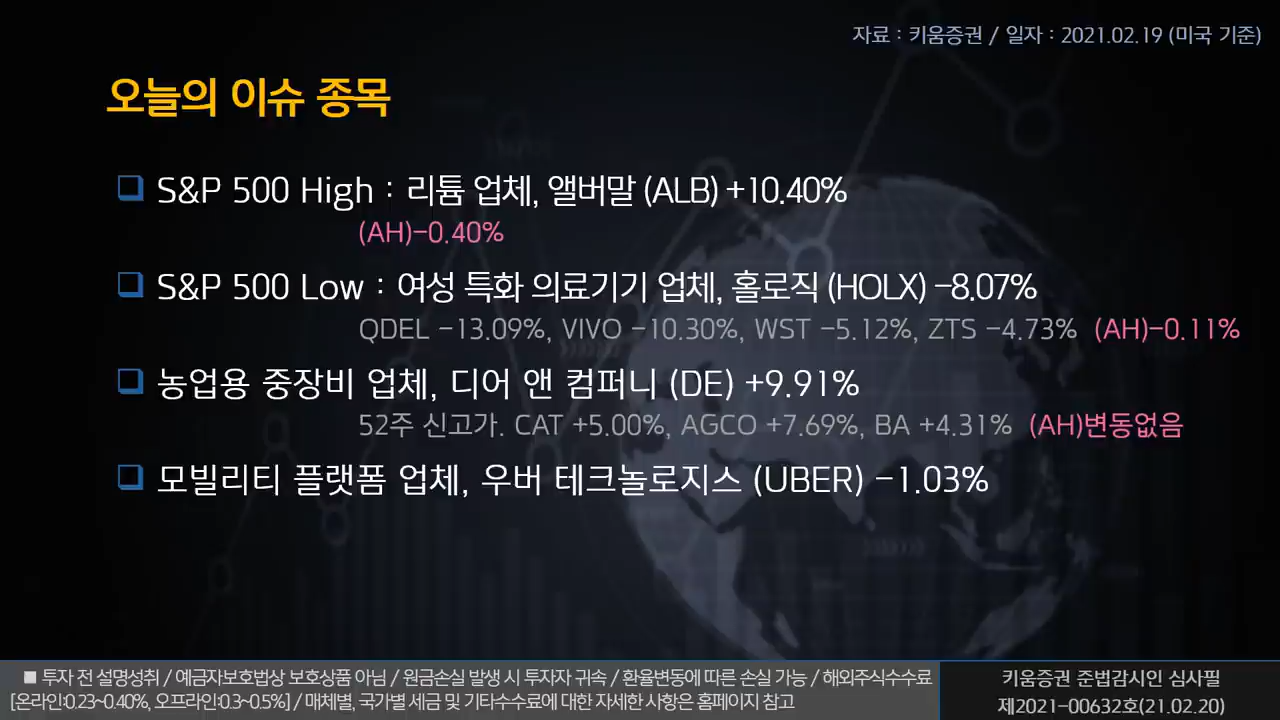 자료 : 키움증권 / 일자 : 2021.02.19 (미국 기준)
오늘의 이슈 종목
❑ S&P 500 High : 리튬 업체, 앨버말 (ALB) +10.40%
(AH)-0.40%
❑ S&P 500 Low : 여성 특화 의료기기 업체, 홀로직 (HOLX) -8.07%
QDEL -13.09%, VIVO -10.30%, WST -5.12%, ZTS -4.73% (AH)-0.11%
❑ 농업용 중장비 업체, 디어 앤 컴퍼니 (DE) +9.91%
52주 신고가. CAT +5.00%, AGCO +7.69%, BA +4.31% (AH)변동없음
❑ 모빌리티 플랫폼 업체, 우버 테크놀로지스 (UBER) -1.03%
■ 투자 전 설명성취 / 예금자보호법상 보호상품 아님 / 원금손실 발생 시 투자자 귀속 / 환율변동에 따른 손실 가능 / 해외주식수수료
[온라인:0.23~0.40%, 오프라인:0.3~0.5%] / 매체별, 국가별 세금 및 기타수수료에 대한 자세한 사항은 홈페이지 참고
키움증권 준법감시인 심사필
제2021-00632호(21.02.20)